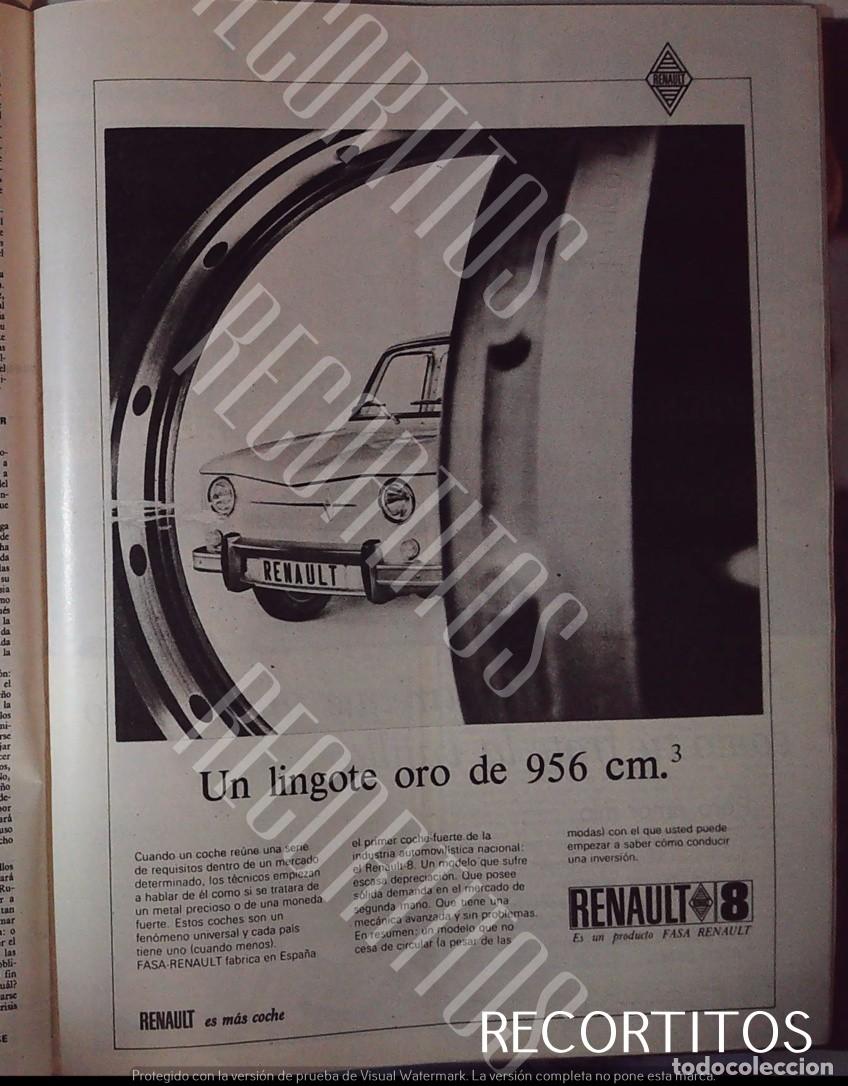 RENAULT
RENAULT
Un lingote oro de 956 cm.³
Cuando un coche reúne una serie
de requisitos dentro de un mercado
determinado, los técnicos empiezan
a hablar de él como si se tratara de
un metal precioso o de una moneda
fuerte. Estos coches son un
fenómeno universal y cada país
tiene uno (cuando menos).
FASA-RENAULT fabrica en España
el primer coche-fuerte de la
industria automovilística nacional:
el Renault-8. Un modelo que sufre
escasa depreciación. Que posee
sólida demanda en el mercado de
segunda mano. Que tiene una
mecánica avanzada y sin problemas.
En resumen: un modelo que no
cesa de circular (a pesar de las
modas) con el que usted puede
empezar a saber cómo conducir
una inversión.
RENAULT 8
Es un producto FASA RENAULT
RENAULT es más coche
RECORTITOS
RECORTITOS
RECORTITOS
RECORTITOS
todocoleccion
Protegido con la versión de prueba de Visual Watermark. La versión completa no pone esta marca.